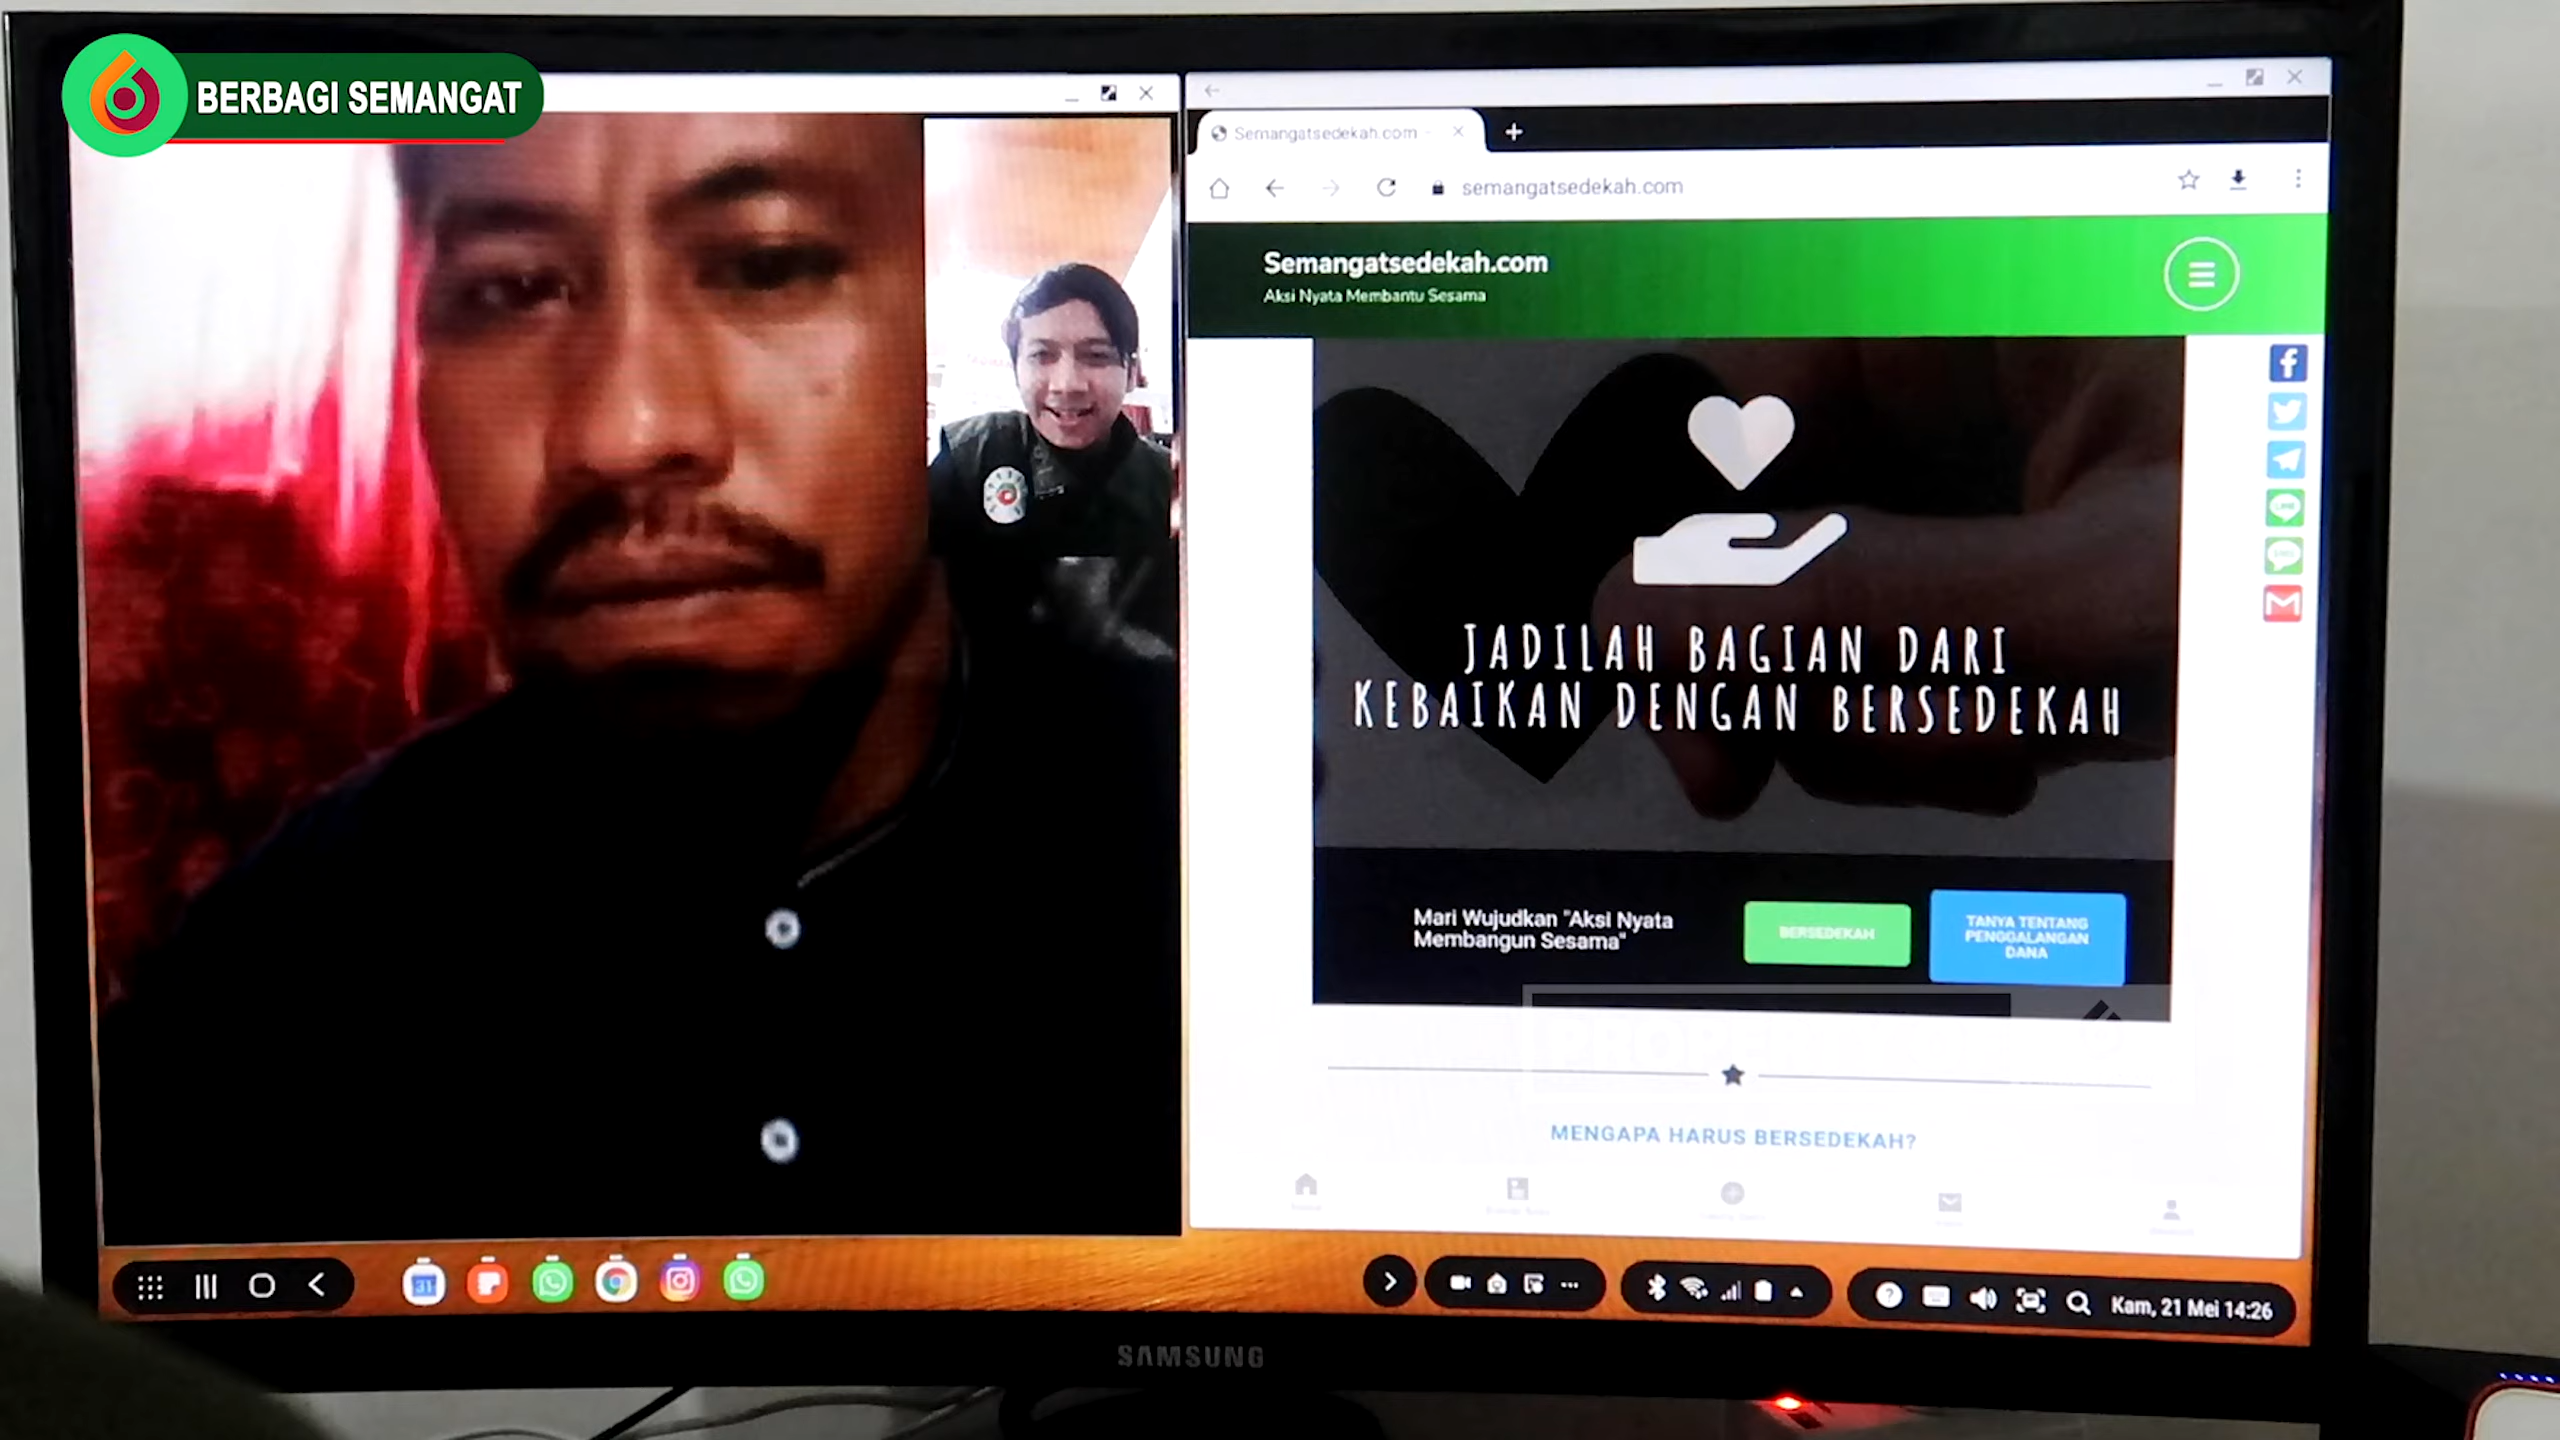 BERBAGI SEMANGAT
Semangatsedekah.com -
semangatsedekah.com
Semangatsedekah.com
Aksi Nyata Membantu Sesama
JADILAH BAGIAN DARI
KEBAIKAN DENGAN BERSEDEKAH
Mari Wujudkan "Aksi Nyata
Membangun Sesama"
BERSEDEKAH
TANYA TENTANG
PENGGALANGAN
DANA
MENGAPA HARUS BERSEDEKAH?
31
Kam, 21 Mei 14:26
SAMSUNG